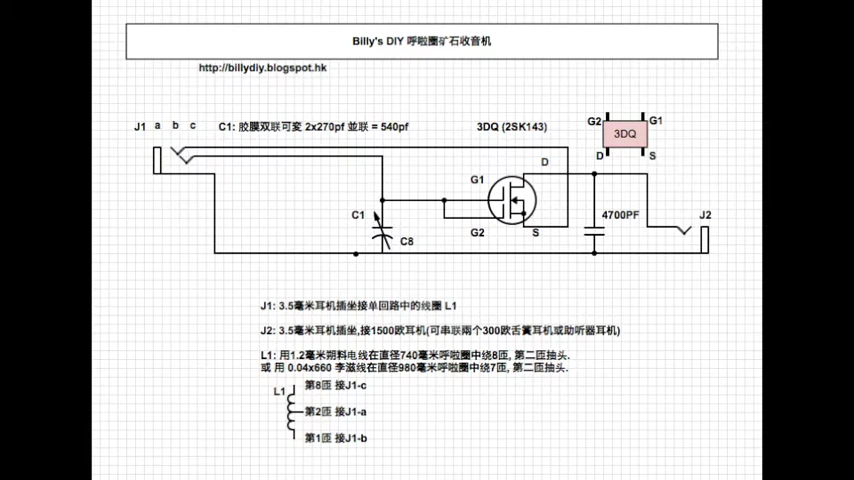 Billy's DIY 呼啦圈矿石收音机
http://billydiy.blogspot.hk
J1 a b c C1: 胶膜双联可变 2x270pf 並联 = 540pf 3DQ (2SK143)
G2 G1
3DQ
D S
D
G1
C1
C8
G2
S
4700PF
J2
J1: 3.5毫米耳机插坐接单回路中的线圈 L1
J2: 3.5毫米耳机插坐,接1500欧耳机(可串联兩个300欧舌簧耳机或助听器耳机)
L1: 用1.2毫米朔料电线在直径740毫米呼啦圈中绕8匝, 第二匝抽头.
或 用 0.04x660 李滋线在直径980毫米呼啦圈中绕7匝, 第二匝抽头.
L1
第8匝 接J1-c
第2匝 接J1-a
第1匝 接J1-b